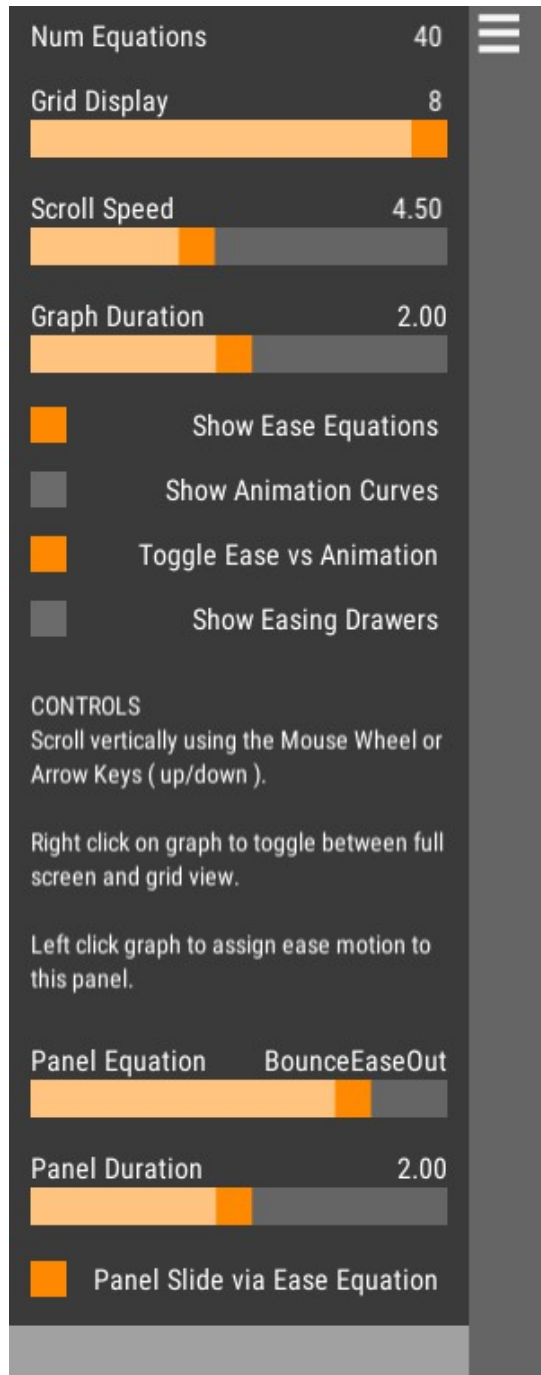 Num Equations 40
Grid Display 8
Scroll Speed 4.50
Graph Duration 2.00
Show Ease Equations
Show Animation Curves
Toggle Ease vs Animation
Show Easing Drawers
CONTROLS
Scroll vertically using the Mouse Wheel or
Arrow Keys ( up/down ).
Right click on graph to toggle between full
screen and grid view.
Left click graph to assign ease motion to
this panel.
Panel Equation BounceEaseOut
Panel Duration 2.00
Panel Slide via Ease Equation